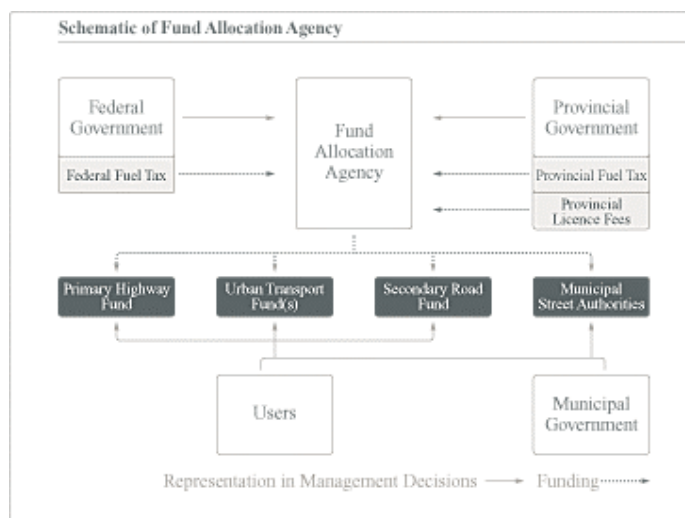 Schematic of Fund Allocation Agency
Federal
Government
Federal Fuel Tax
Fund
Allocation
Agency
Provincial
Government
Provincial Fuel Tax
Provincial
Licence Fees
Primary Highway
Fund
Urban Transport
Fund(s)
Secondary Road
Fund
Municipal
Street Authorities
Users
Municipal
Government
Representation in Management Decisions
Funding